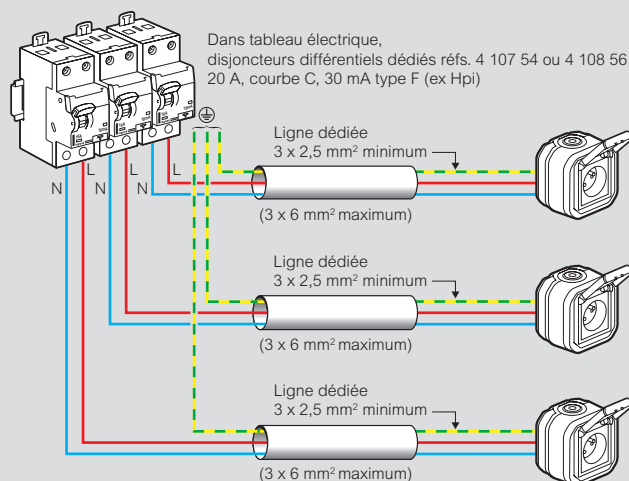 Dans tableau électrique,
disjoncteurs différentiels dédiés réfs. 4 107 54 ou 4 108 56
20 A, courbe C, 30 mA type F (ex Hpi)
L
L
L
N
N
N
Ligne dédiée
3 x 2,5 mm² minimum
(3 x 6 mm² maximum)
Ligne dédiée
3 x 2,5 mm² minimum
(3 x 6 mm² maximum)
Ligne dédiée
3 x 2,5 mm² minimum
(3 x 6 mm² maximum)